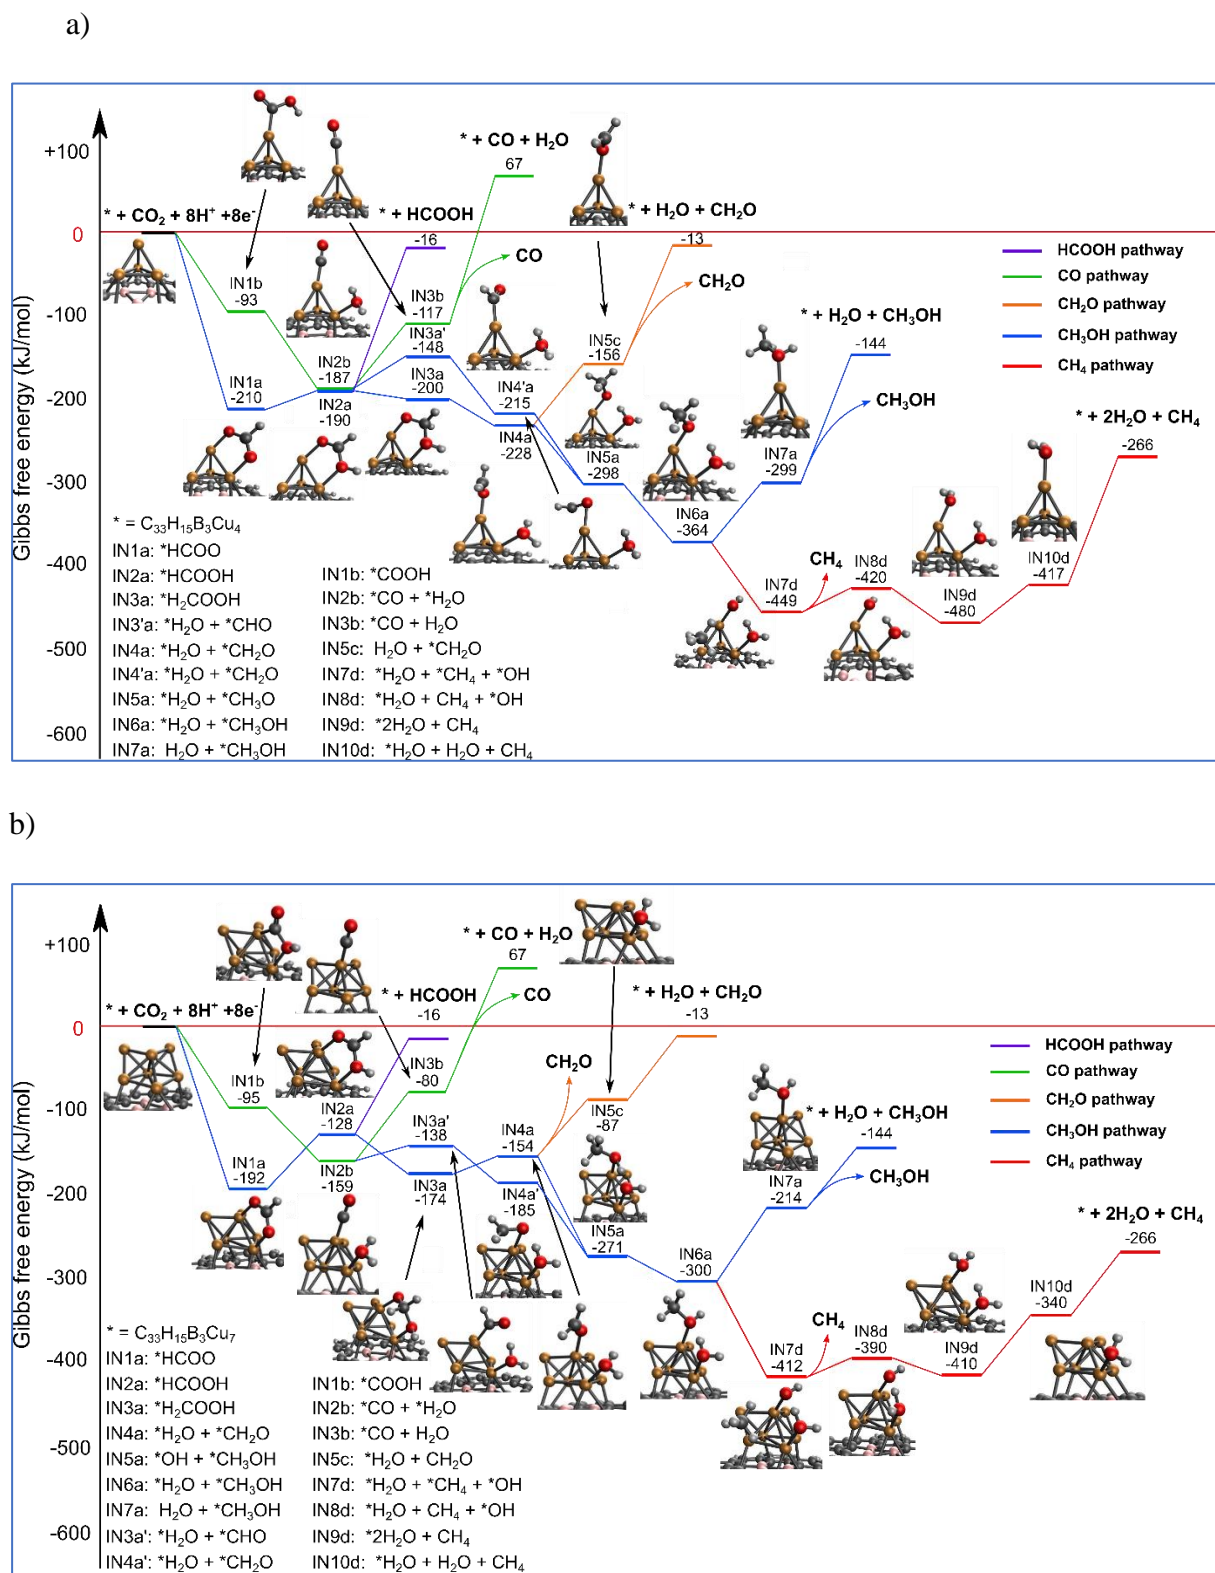 a)
* + CO + H₂O
67
+100
* + HCOOH
-16
* + H₂O + CH₂O
-13
* + CO₂ + 8H⁺ +8e⁻
0
HCOOH pathway
CO pathway
CH₂O pathway
CH₃OH pathway
CH₄ pathway
CO
CH₂O
IN1b
-93
-100
IN3b
-117
IN3a'
-148
IN5c
-156
* + H₂O + CH₃OH
-144
IN2b
-187
IN3a
-200
-200
IN1a
-210
IN2a
-190
IN4'a
-215
IN4a
-228
CH₃OH
* + 2H₂O + CH₄
-266
IN5a
-298
IN7a
-299
-300
IN6a
-364
Gibbs free energy (kJ/mol)
-400
CH₄
IN8d
-420
IN10d
-417
IN7d
-449
IN9d
-480
-500
-600
* = C₃₃H₁₅B₃Cu₄
IN1a: *HCOO
IN2a: *HCOOH
IN3a: *H₂COOH
IN3'a: *H₂O + *CHO
IN4a: *H₂O + *CH₂O
IN4'a: *H₂O + *CH₂O
IN5a: *H₂O + *CH₃O
IN6a: *H₂O + *CH₃OH
IN7a: H₂O + *CH₃OH
IN1b: *COOH
IN2b: *CO + *H₂O
IN3b: *CO + H₂O
IN5c: H₂O + *CH₂O
IN7d: *H₂O + *CH₄ + *OH
IN8d: *H₂O + CH₄ + *OH
IN9d: *2H₂O + CH₄
IN10d: *H₂O + H₂O + CH₄
b)
* + CO + H₂O
67
+100
* + HCOOH
-16
CO
* + H₂O + CH₂O
-13
* + CO₂ + 8H⁺ +8e⁻
0
HCOOH pathway
CO pathway
CH₂O pathway
CH₃OH pathway
CH₄ pathway
IN1b
-95
IN3b
-80
CH₂O
IN5c
-87
-100
IN2a
-128
IN3a'
-138
IN4a
-154
* + H₂O + CH₃OH
-144
IN1a
-192
IN2b
-159
IN3a
-174
IN4a'
-185
-200
IN7a
-214
CH₃OH
IN5a
-271
* + 2H₂O + CH₄
-266
IN6a
-300
-300
Gibbs free energy (kJ/mol)
IN10d
-340
CH₄
IN8d
-390
IN7d
-412
IN9d
-410
-400
-500
-600
* = C₃₃H₁₅B₃Cu₇
IN1a: *HCOO
IN2a: *HCOOH
IN3a: *H₂COOH
IN4a: *H₂O + *CH₂O
IN5a: *OH + *CH₃OH
IN6a: *H₂O + *CH₃OH
IN7a: H₂O + *CH₃OH
IN3a': *H₂O + *CHO
IN4a': *H₂O + *CH₂O
IN1b: *COOH
IN2b: *CO + *H₂O
IN3b: *CO + H₂O
IN5c: *H₂O + CH₂O
IN7d: *H₂O + *CH₄ + *OH
IN8d: *H₂O + CH₄ + *OH
IN9d: *2H₂O + CH₄
IN10d: *H₂O + H₂O + CH₄